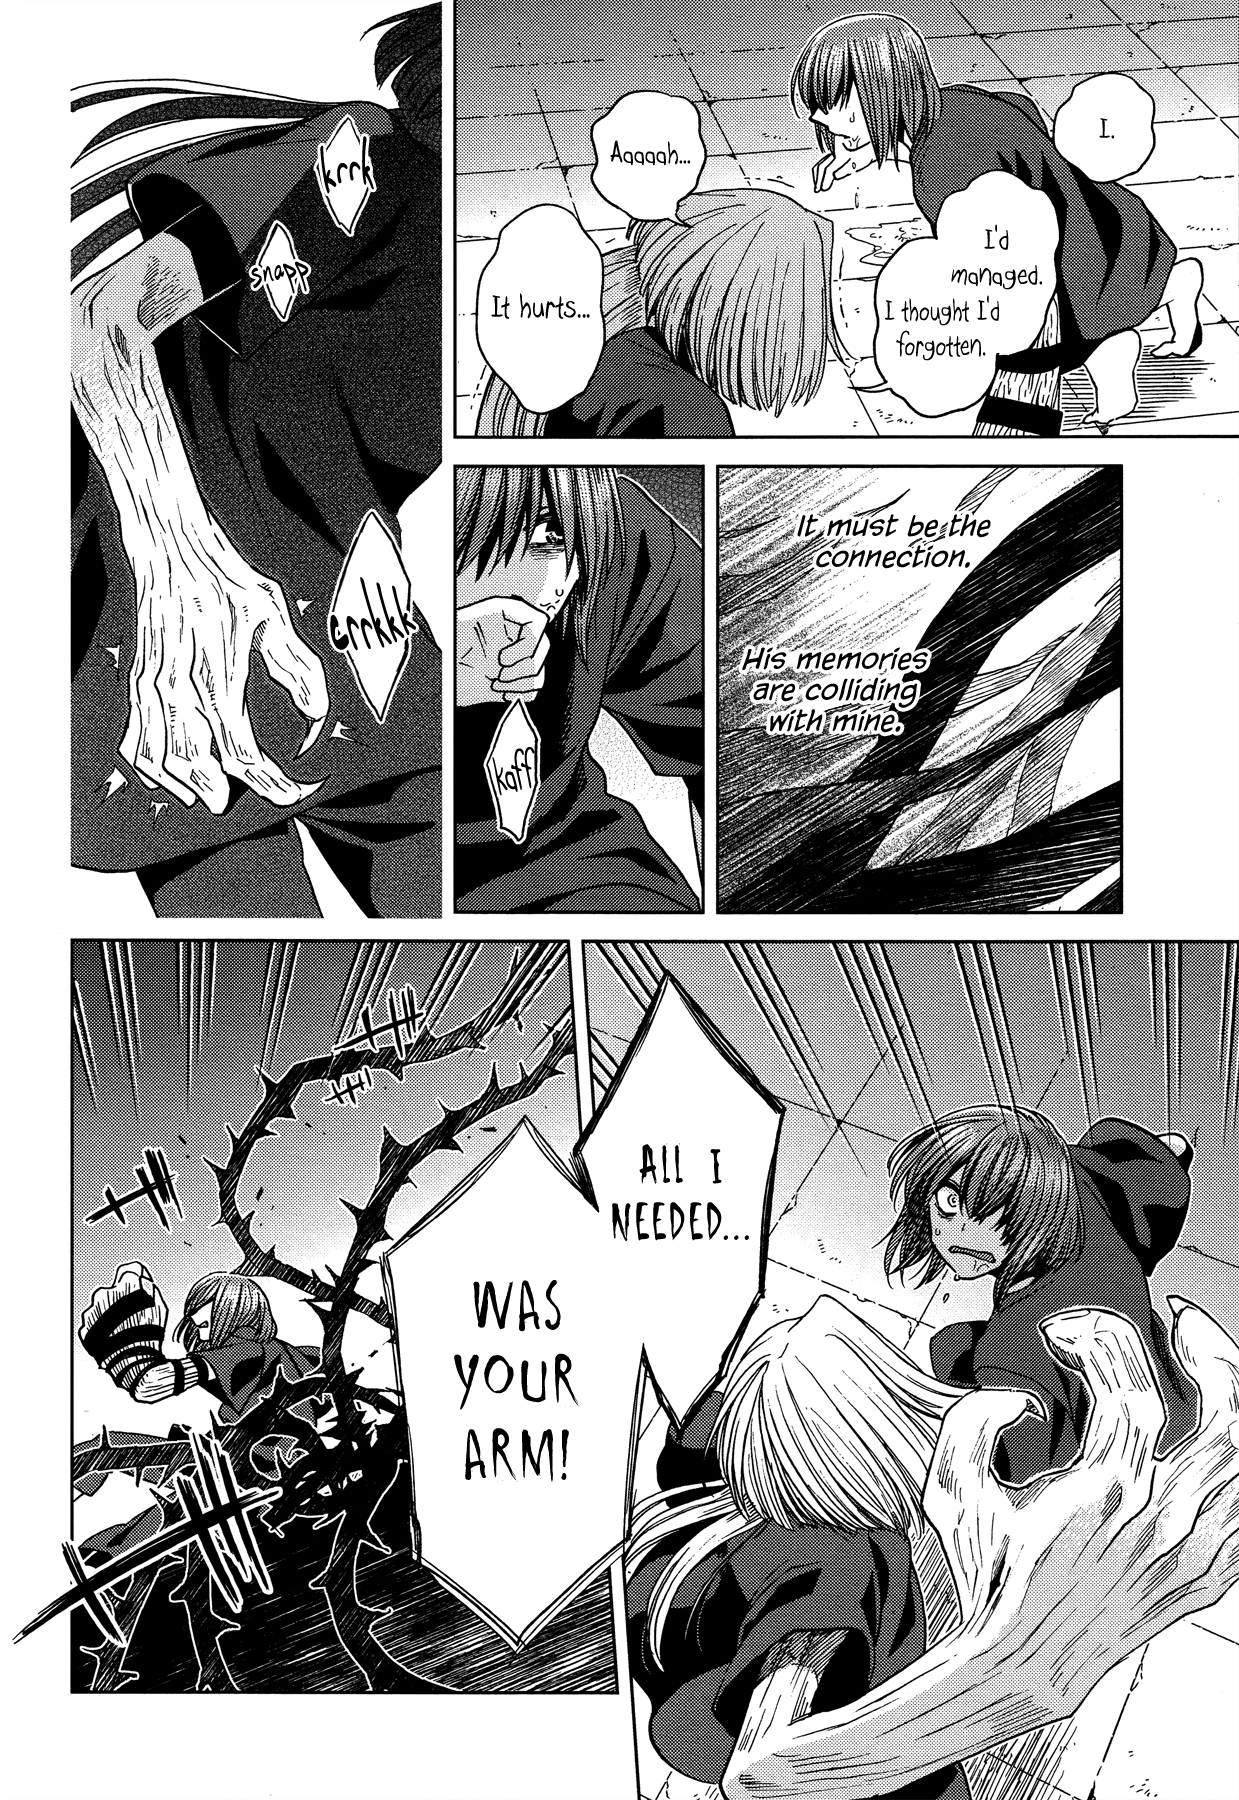 I.
I'd
managed.
I thought I'd
forgotten.
Aaaaah...
It hurts...
krrk
snapp
crrkkk
It must be the
connection.
His memories
are colliding
with mine.
kaff
ALL I
NEEDED...
WAS
YOUR
ARM!